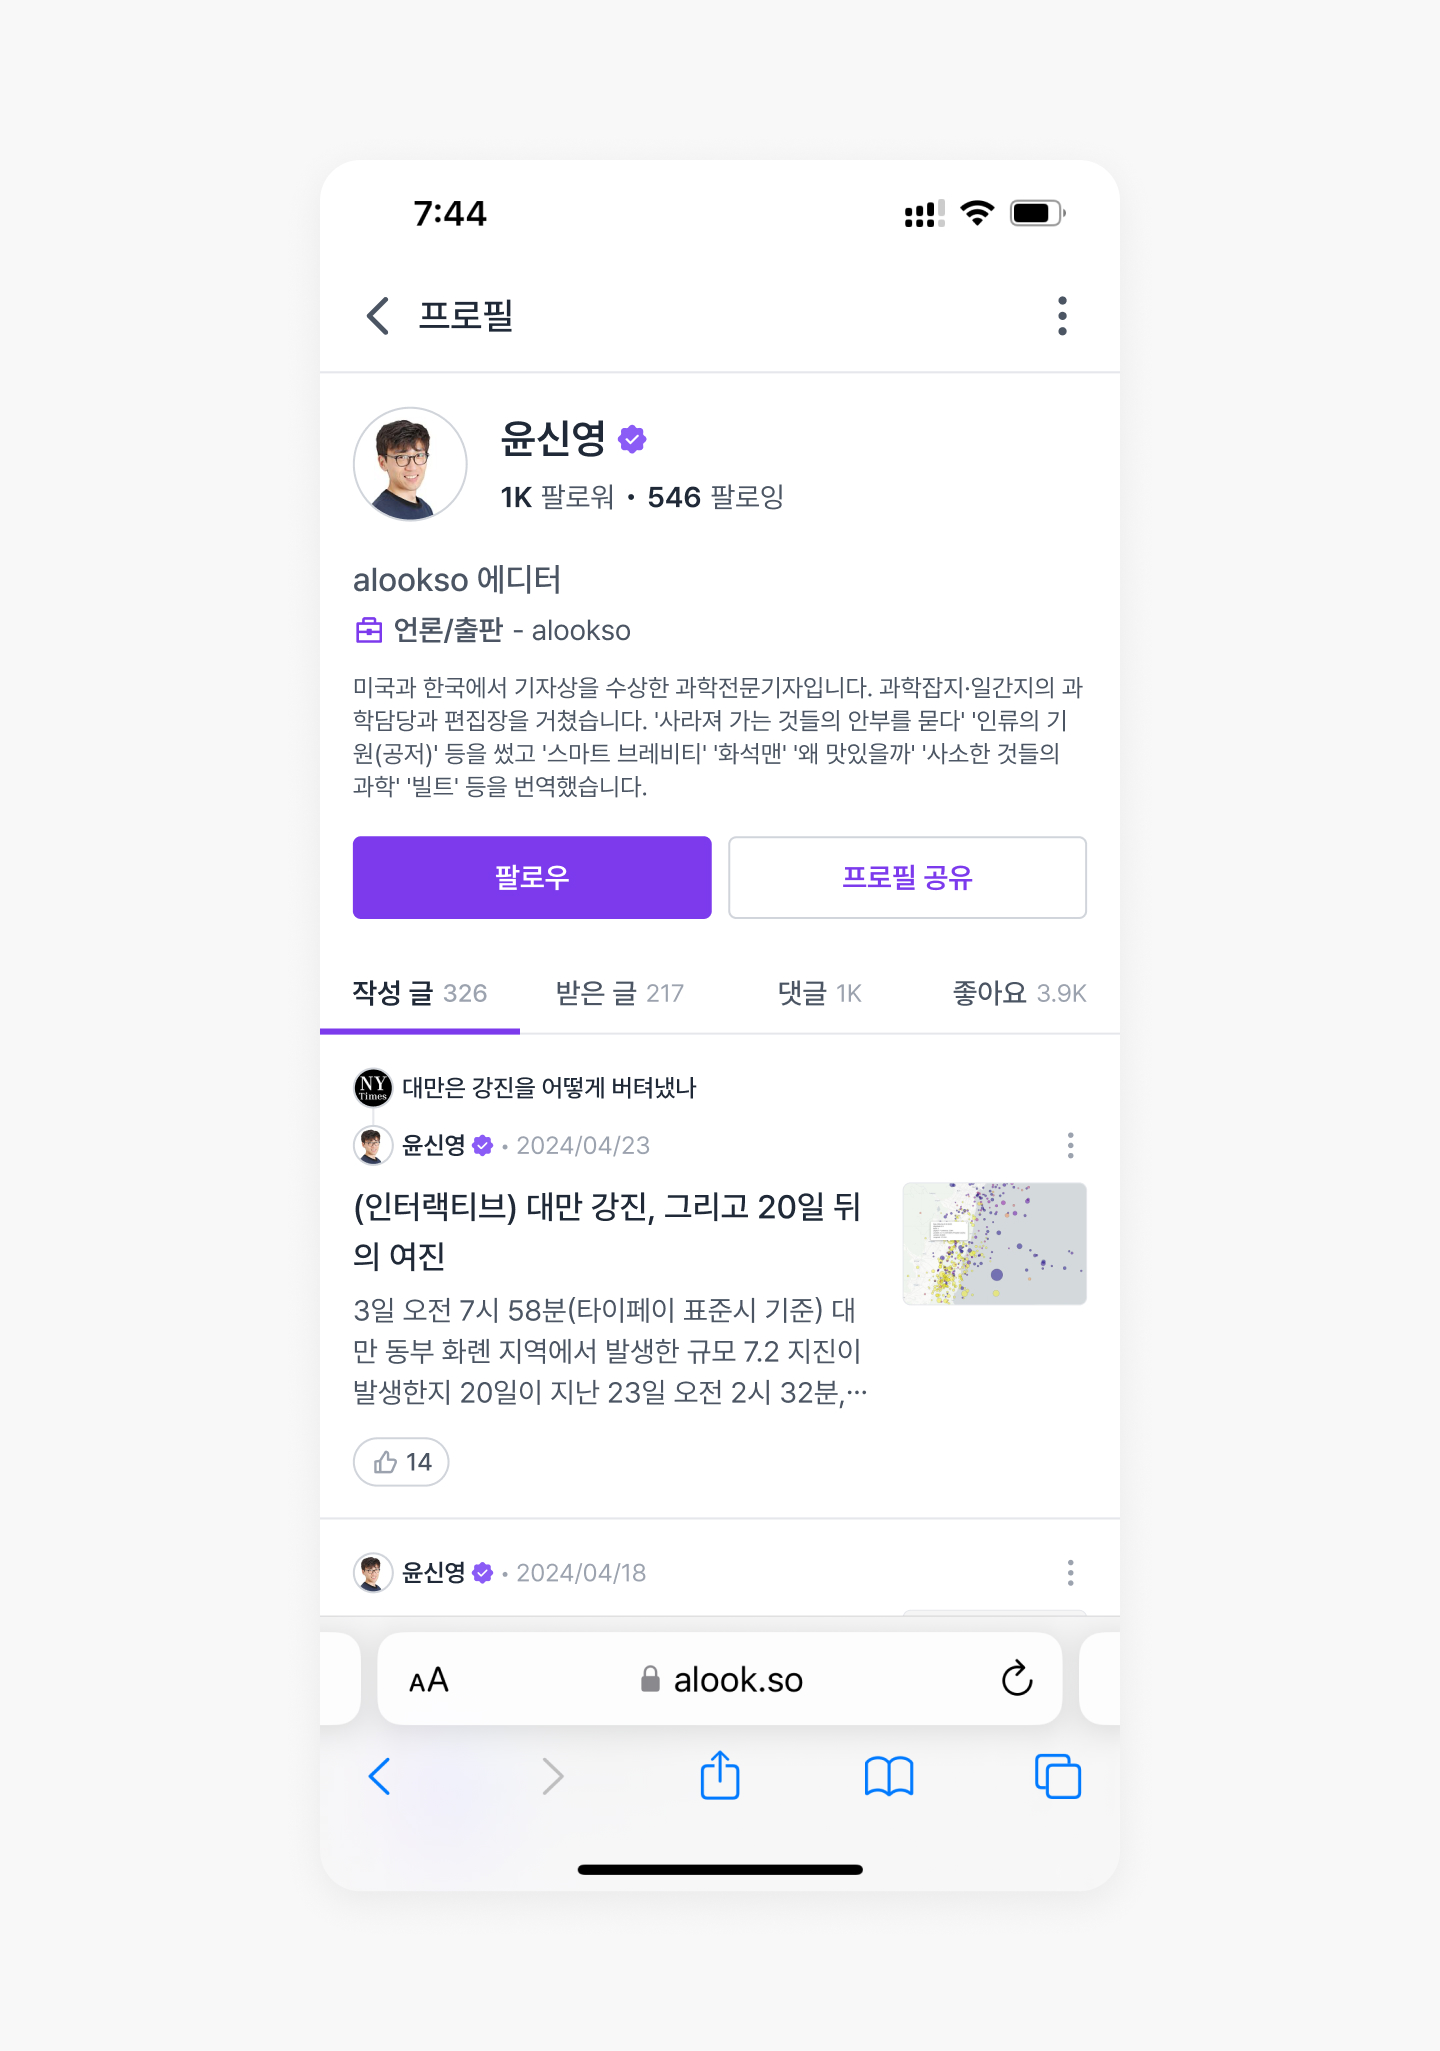 7:44
프로필
윤신영
1K 팔로워 • 546 팔로잉
alookso 에디터
언론/출판 - alookso
미국과 한국에서 기자상을 수상한 과학전문기자입니다. 과학잡지·일간지의 과
학담당과 편집장을 거쳤습니다. '사라져 가는 것들의 안부를 묻다' '인류의 기
원(공저)' 등을 썼고 '스마트 브레비티' '화석맨' '왜 맛있을까' '사소한 것들의
과학' '빌트' 등을 번역했습니다.
팔로우 프로필 공유
작성 글 326 받은 글 217 댓글 1K 좋아요 3.9K
NY
Times
대만은 강진을 어떻게 버텨냈나
윤신영 • 2024/04/23
(인터랙티브) 대만 강진, 그리고 20일 뒤
의 여진
3일 오전 7시 58분(타이페이 표준시 기준) 대
만 동부 화롄 지역에서 발생한 규모 7.2 지진이
발생한지 20일이 지난 23일 오전 2시 32분,…
14
윤신영 • 2024/04/18
AA alook.so